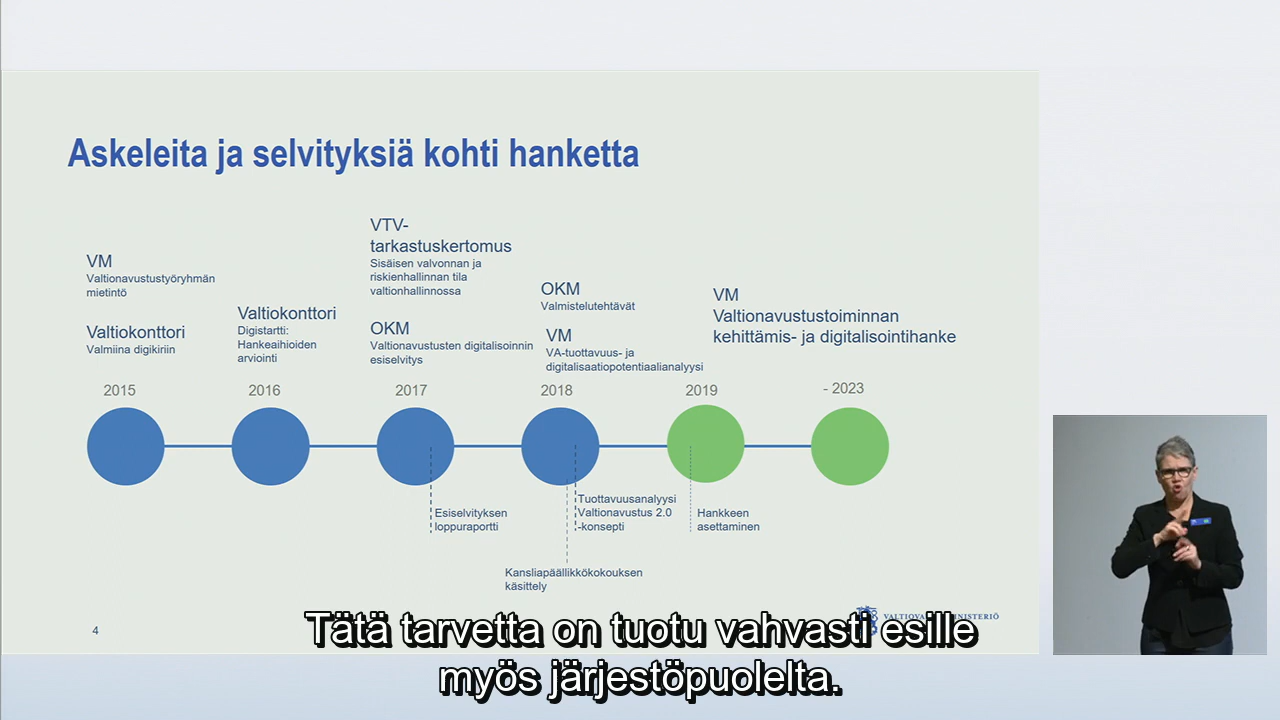 Askeleita ja selvityksiä kohti hanketta
VM
Valtionavustustyöryhmän
mietintö
Valtiokonttori
Valmiina digikiriin
2015
Valtiokonttori
Digistartti:
Hankeaihioiden
arviointi
2016
VTV-
tarkastuskertomus
Sisäisen valvonnan ja
riskienhallinnan tila
valtionhallinnossa
OKM
Valtionavustusten digitalisoinnin
esiselvitys
2017
OKM
Valmistelutehtävät
VM
VA-tuottavuus- ja
digitalisaatiopotentiaalianalyysi
2018
VM
Valtionavustustoiminnan
kehittämis- ja digitalisointihanke
2019
- 2023
Esiselvityksen
loppuraportti
Tuottavuusanalyysi
Valtionavustus 2.0
-konsepti
Hankkeen
asettaminen
Kansliapäällikkökokouksen
käsittely
4
Tätä tarvetta on tuotu vahvasti esille
myös järjestöpuolelta.